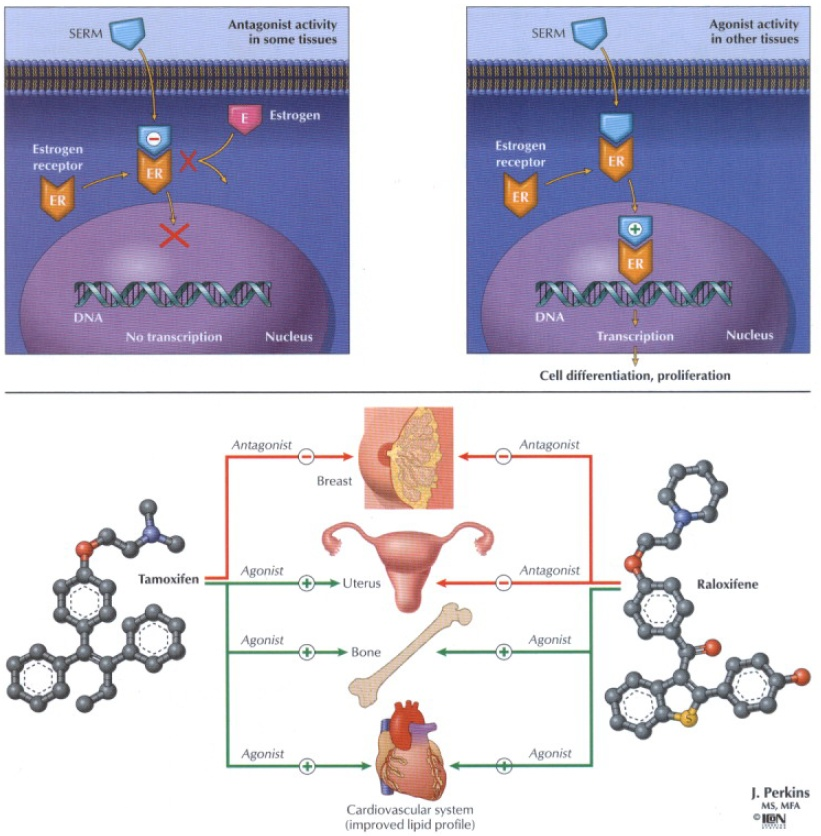 SERM
Antagonist activity
in some tissues
E
Estrogen
Estrogen
receptor
ER
ER
DNA
No transcription
Nucleus
SERM
Agonist activity
in other tissues
Estrogen
receptor
ER
ER
ER
DNA
Transcription
Nucleus
Cell differentiation, proliferation
Antagonist
Antagonist
Breast
Tamoxifen
Agonist
Uterus
Antagonist
Raloxifene
Agonist
Bone
Agonist
S
Agonist
Agonist
Cardiovascular system
(improved lipid profile)
J. Perkins
MS, MFA
©ICON